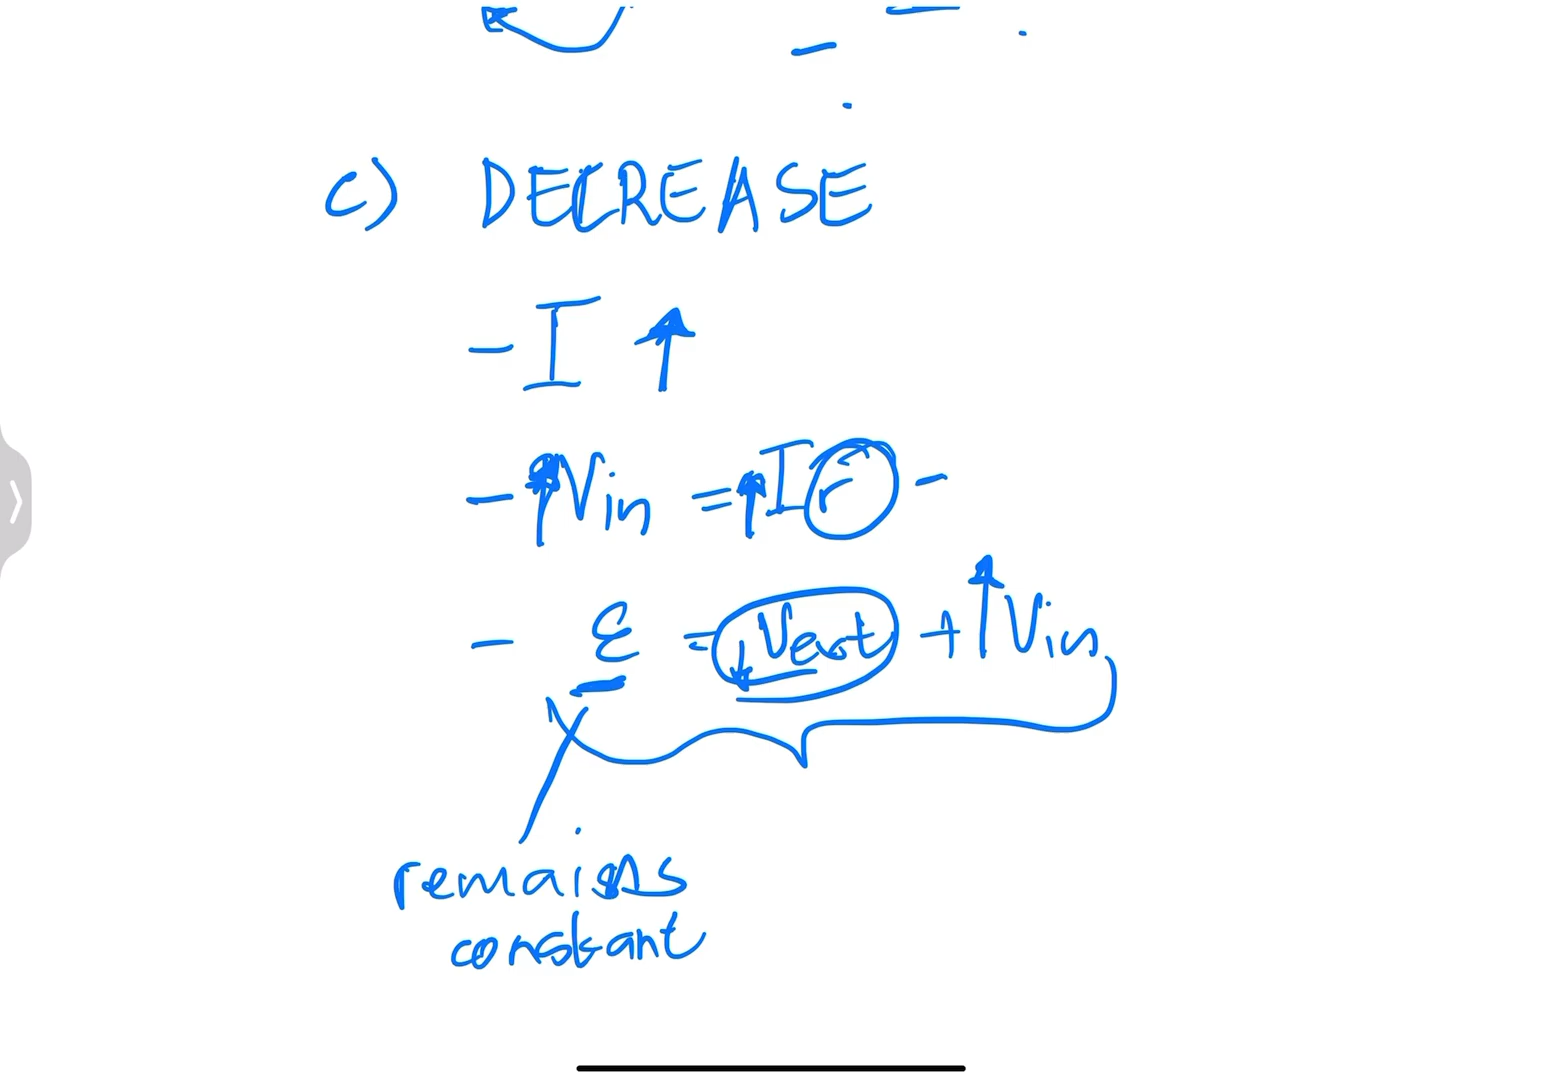 c) DECREASE
- I ↑
- ↑Vin = ↑Ir -
- ε = ↓Vext + ↑Vin
remains
constant